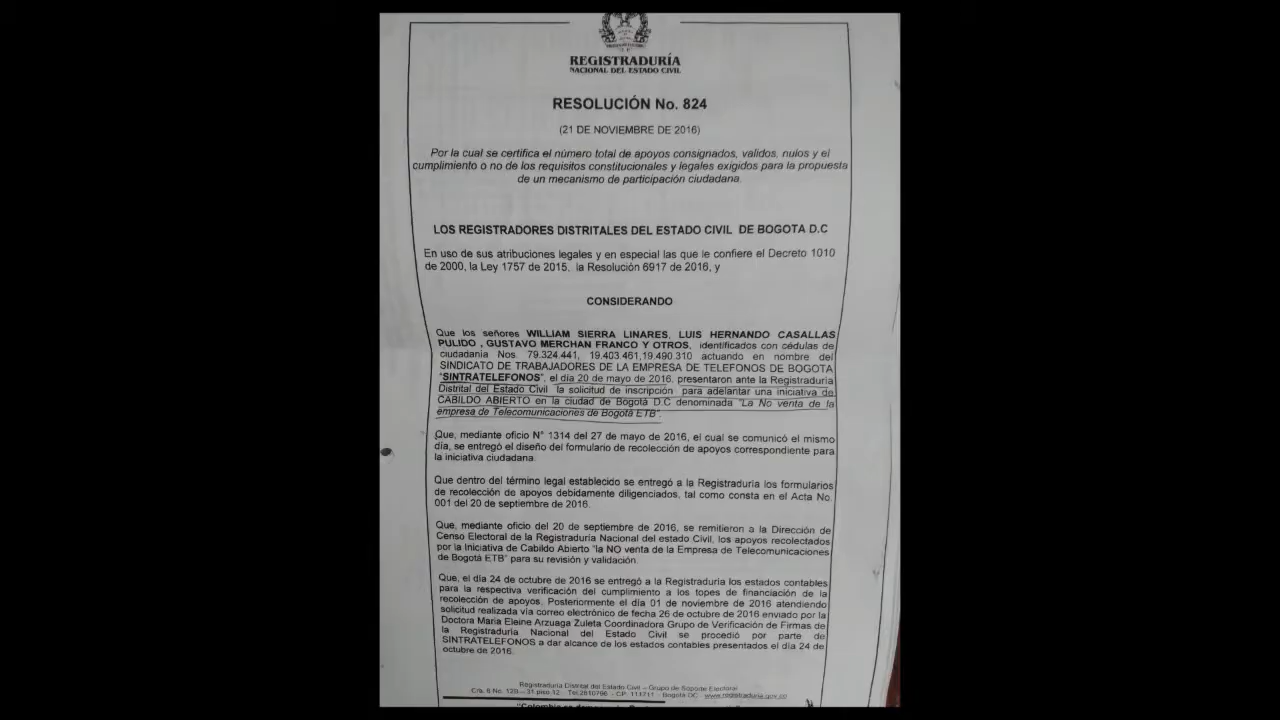 REGISTRADURÍA
NACIONAL DEL ESTADO CIVIL
RESOLUCIÓN No. 824
(21 DE NOVIEMBRE DE 2016)
Por la cual se certifica el número total de apoyos consignados, validos, nulos y el
cumplimiento o no de los requisitos constitucionales y legales exigidos para la propuesta
de un mecanismo de participación ciudadana.
LOS REGISTRADORES DISTRITALES DEL ESTADO CIVIL DE BOGOTA D.C
En uso de sus atribuciones legales y en especial las que le confiere el Decreto 1010
de 2000, la Ley 1757 de 2015, la Resolución 6917 de 2016, y
CONSIDERANDO
Que los señores WILLIAM SIERRA LINARES, LUIS HERNANDO CASALLAS
PULIDO , GUSTAVO MERCHAN FRANCO Y OTROS, identificados con cédulas de
ciudadanía Nos. 79.324.441, 19.403.461,19.490.310 actuando en nombre del
SINDICATO DE TRABAJADORES DE LA EMPRESA DE TELEFONOS DE BOGOTA
"SINTRATELEFONOS", el día 20 de mayo de 2016, presentaron ante la Registraduría
Distrital del Estado Civil la solicitud de inscripción para adelantar una iniciativa de
CABILDO ABIERTO en la ciudad de Bogotá D.C denominada "La No venta de la
empresa de Telecomunicaciones de Bogotá ETB".
Que, mediante oficio N° 1314 del 27 de mayo de 2016, el cual se comunicó el mismo
día, se entregó el diseño del formulario de recolección de apoyos correspondiente para
la iniciativa ciudadana.
Que dentro del término legal establecido se entregó a la Registraduría los formularios
de recolección de apoyos debidamente diligenciados, tal como consta en el Acta No.
001 del 20 de septiembre de 2016.
Que, mediante oficio del 20 de septiembre de 2016, se remitieron a la Dirección de
Censo Electoral de la Registraduría Nacional del estado Civil, los apoyos recolectados
por la Iniciativa de Cabildo Abierto "la NO venta de la Empresa de Telecomunicaciones
de Bogotá ETB" para su revisión y validación.
Que, el día 24 de octubre de 2016 se entregó a la Registraduría los estados contables
para la respectiva verificación del cumplimiento a los topes de financiación de la
recolección de apoyos. Posteriormente el día 01 de noviembre de 2016 atendiendo
solicitud realizada vía correo electrónico de fecha 26 de octubre de 2016 enviado por la
Doctora Maria Eleine Arzuaga Zuleta Coordinadora Grupo de Verificación de Firmas de
la Registraduría Nacional del Estado Civil se procedió por parte de
SINTRATELEFONOS a dar alcance de los estados contables presentados el día 24 de
octubre de 2016.
Registraduría Distrital del Estado Civil – Grupo de Soporte Electoral
Cra. 8 No. 12B – 31 piso 12 Tel. - CP. 111711 - Bogotá DC - www.registraduria.gov.co